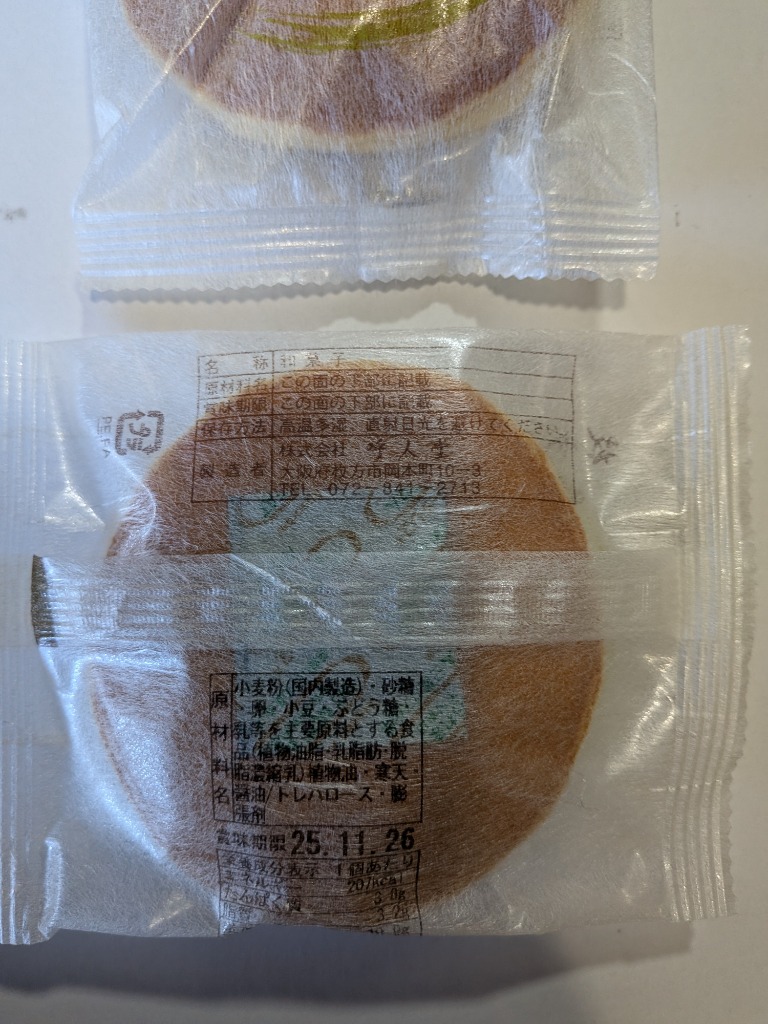 名称 和菓子
原材料名 この面の下部に記載
賞味期限 この面の下部に記載
保存方法 高温多湿、直射日光を避けてください。
株式会社 呼人堂
製造者 大阪府枚方市岡本町10-3
TEL 072-841-2713
原材料名
小麦粉(国内製造)・砂糖
・卵・小豆・ぶどう糖・
乳等を主要原料とする食
品(植物油脂・乳脂肪・脱
脂濃縮乳)植物油・寒天・
醤油/トレハロース・膨
張剤
賞味期限 25.11.26
栄養成分表示 1個あたり
エネルギー 207kcal
たんぱく質
脂質